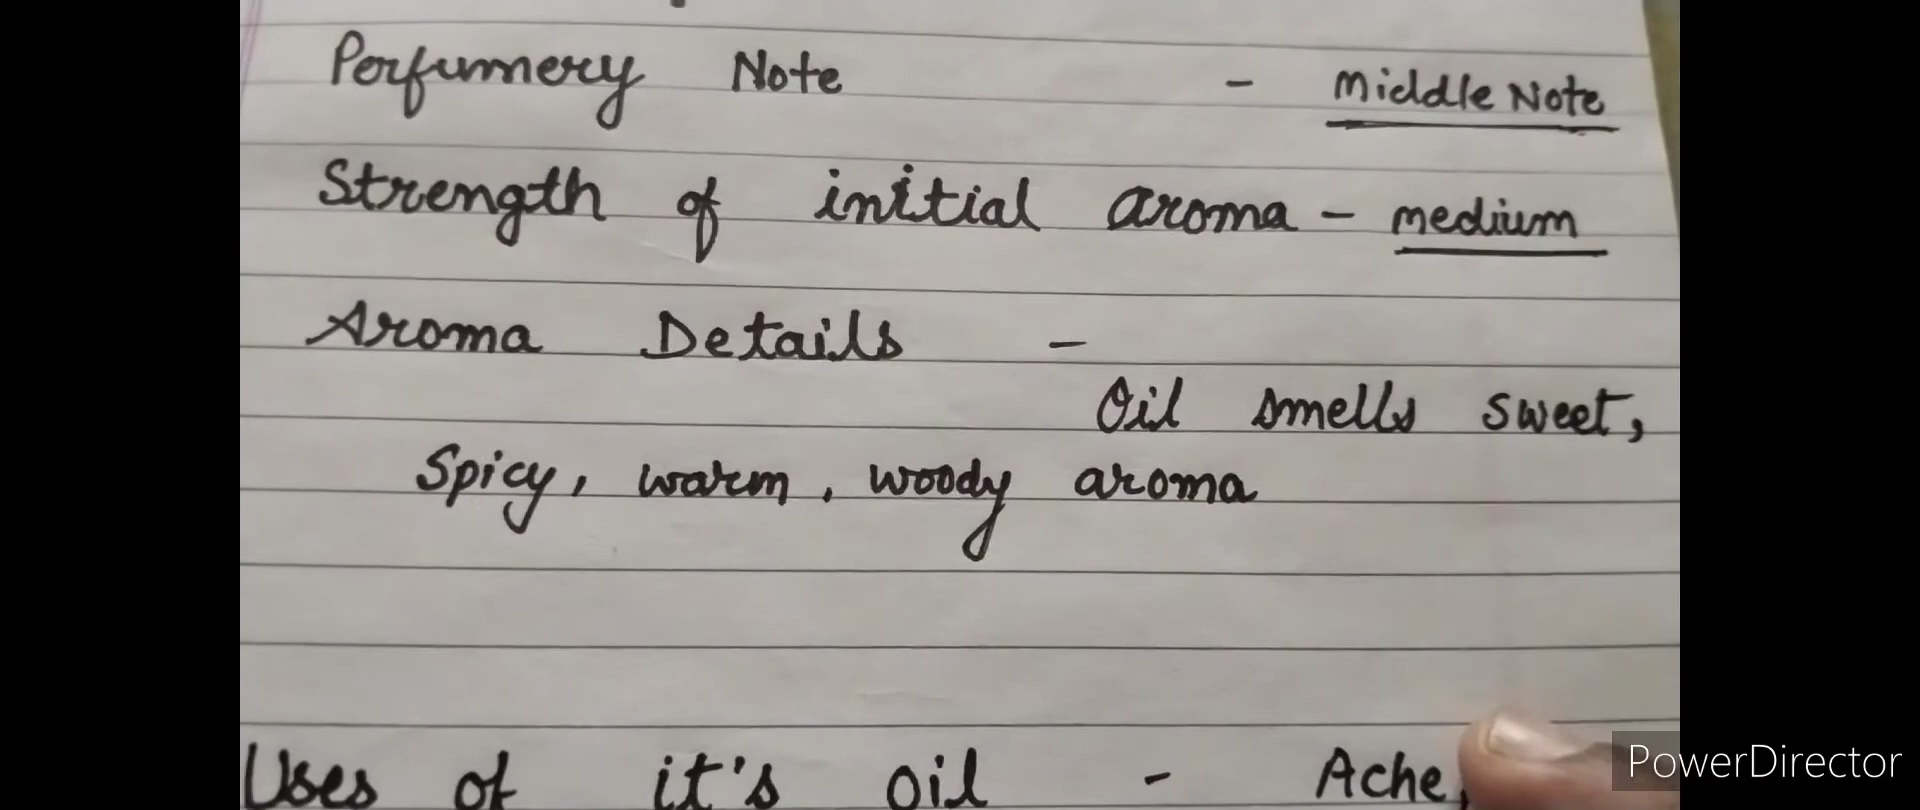 Perfumery Note - Middle Note
Strength of initial aroma - medium
Aroma Details -
Oil smells sweet,
Spicy, warm, woody aroma
Uses of it's oil - Ache,
PowerDirector